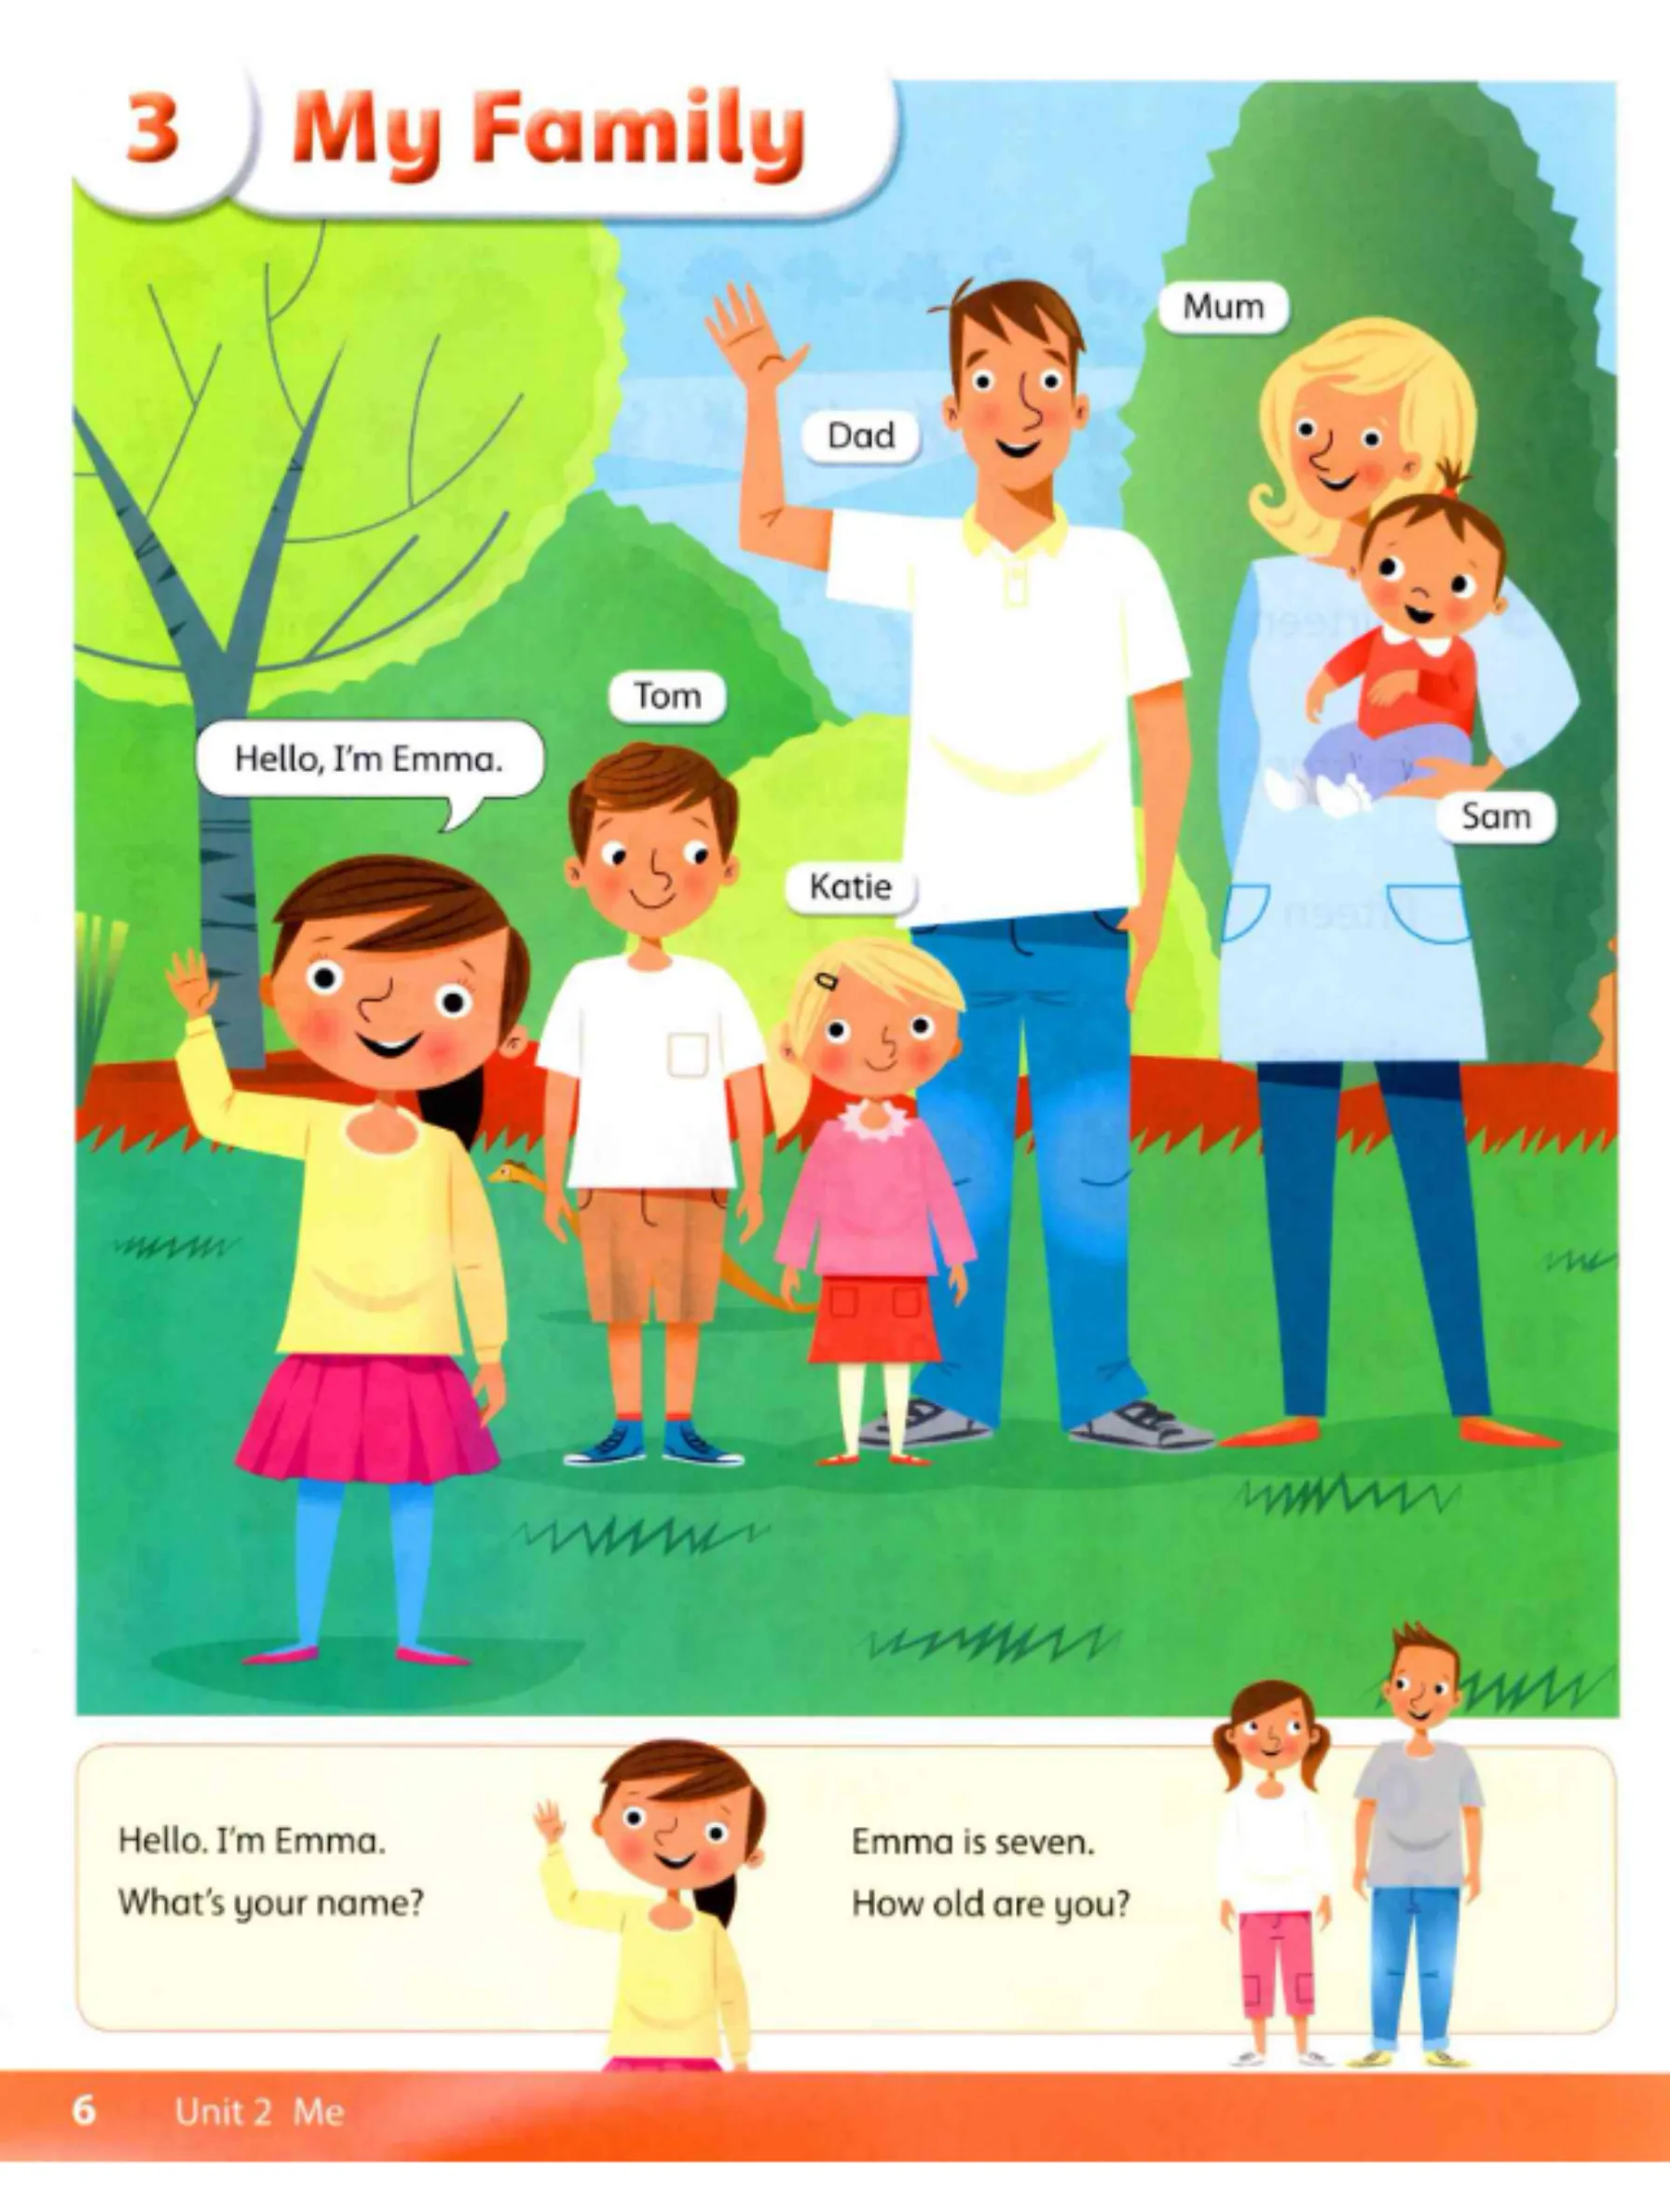 3 My Family
Mum
Dad
Tom
Hello, I'm Emma.
Sam
Katie
Hello. I'm Emma.
What's your name?
Emma is seven.
How old are you?
6 Unit 2 Me